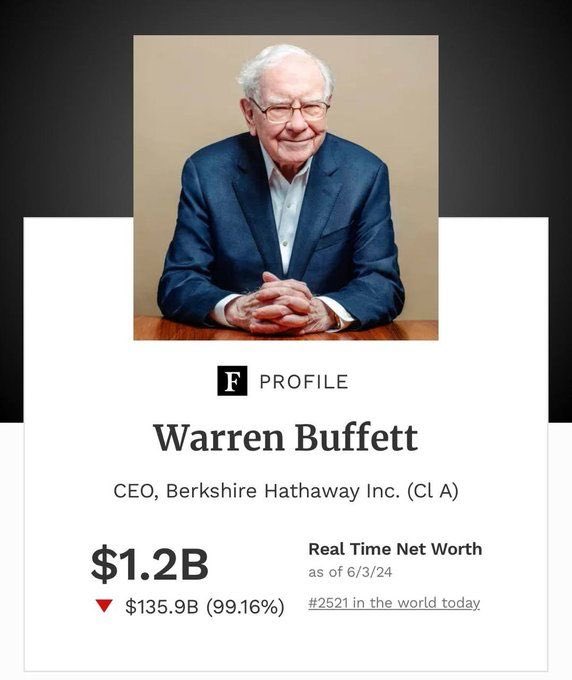 F PROFILE
Warren Buffett
CEO, Berkshire Hathaway Inc. (Cl A)
$1.2B
$135.9B (99.16%)
Real Time Net Worth
as of 6/3/24
#2521 in the world today